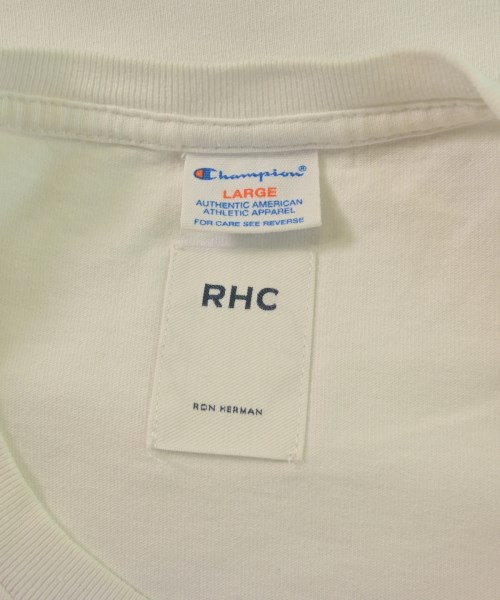 Champion®
LARGE
AUTHENTIC AMERICAN
ATHLETIC APPAREL
FOR CARE SEE REVERSE
RHC
RON HERMAN